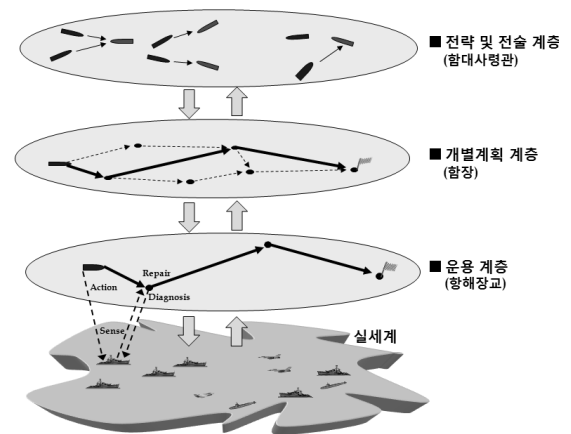 ■ 전략 및 전술 계층
(함대사령관)
■ 개별계획 계층
(함장)
■ 운용 계층
(항해장교)
Repair
Action
Diagnosis
Sense
실세계